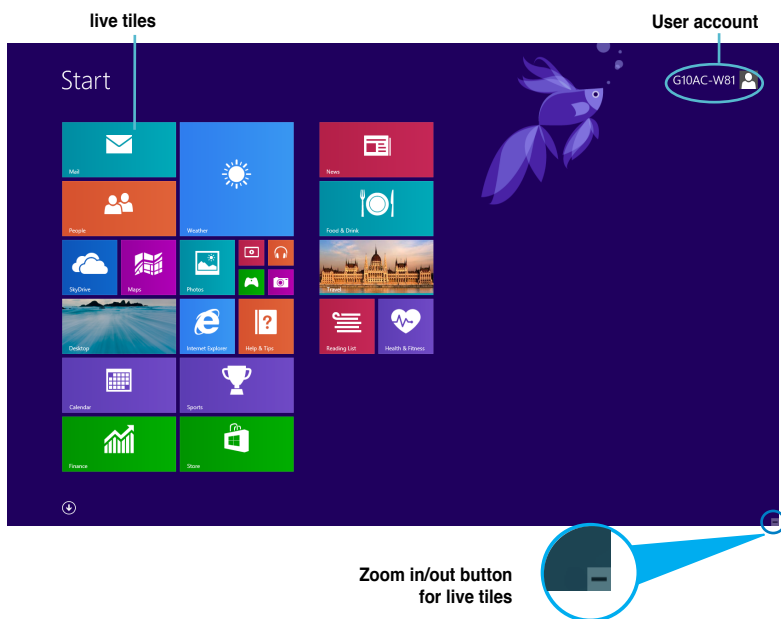 live tiles
User account
Start
G10AC-W81
Mail
Weather
News
People
Food & Drink
SkyDrive
Maps
Photos
Travel
Desktop
Internet Explorer
Help & Tips
Reading List
Health & Fitness
Calendar
Sports
Finance
Store
Zoom in/out button
for live tiles